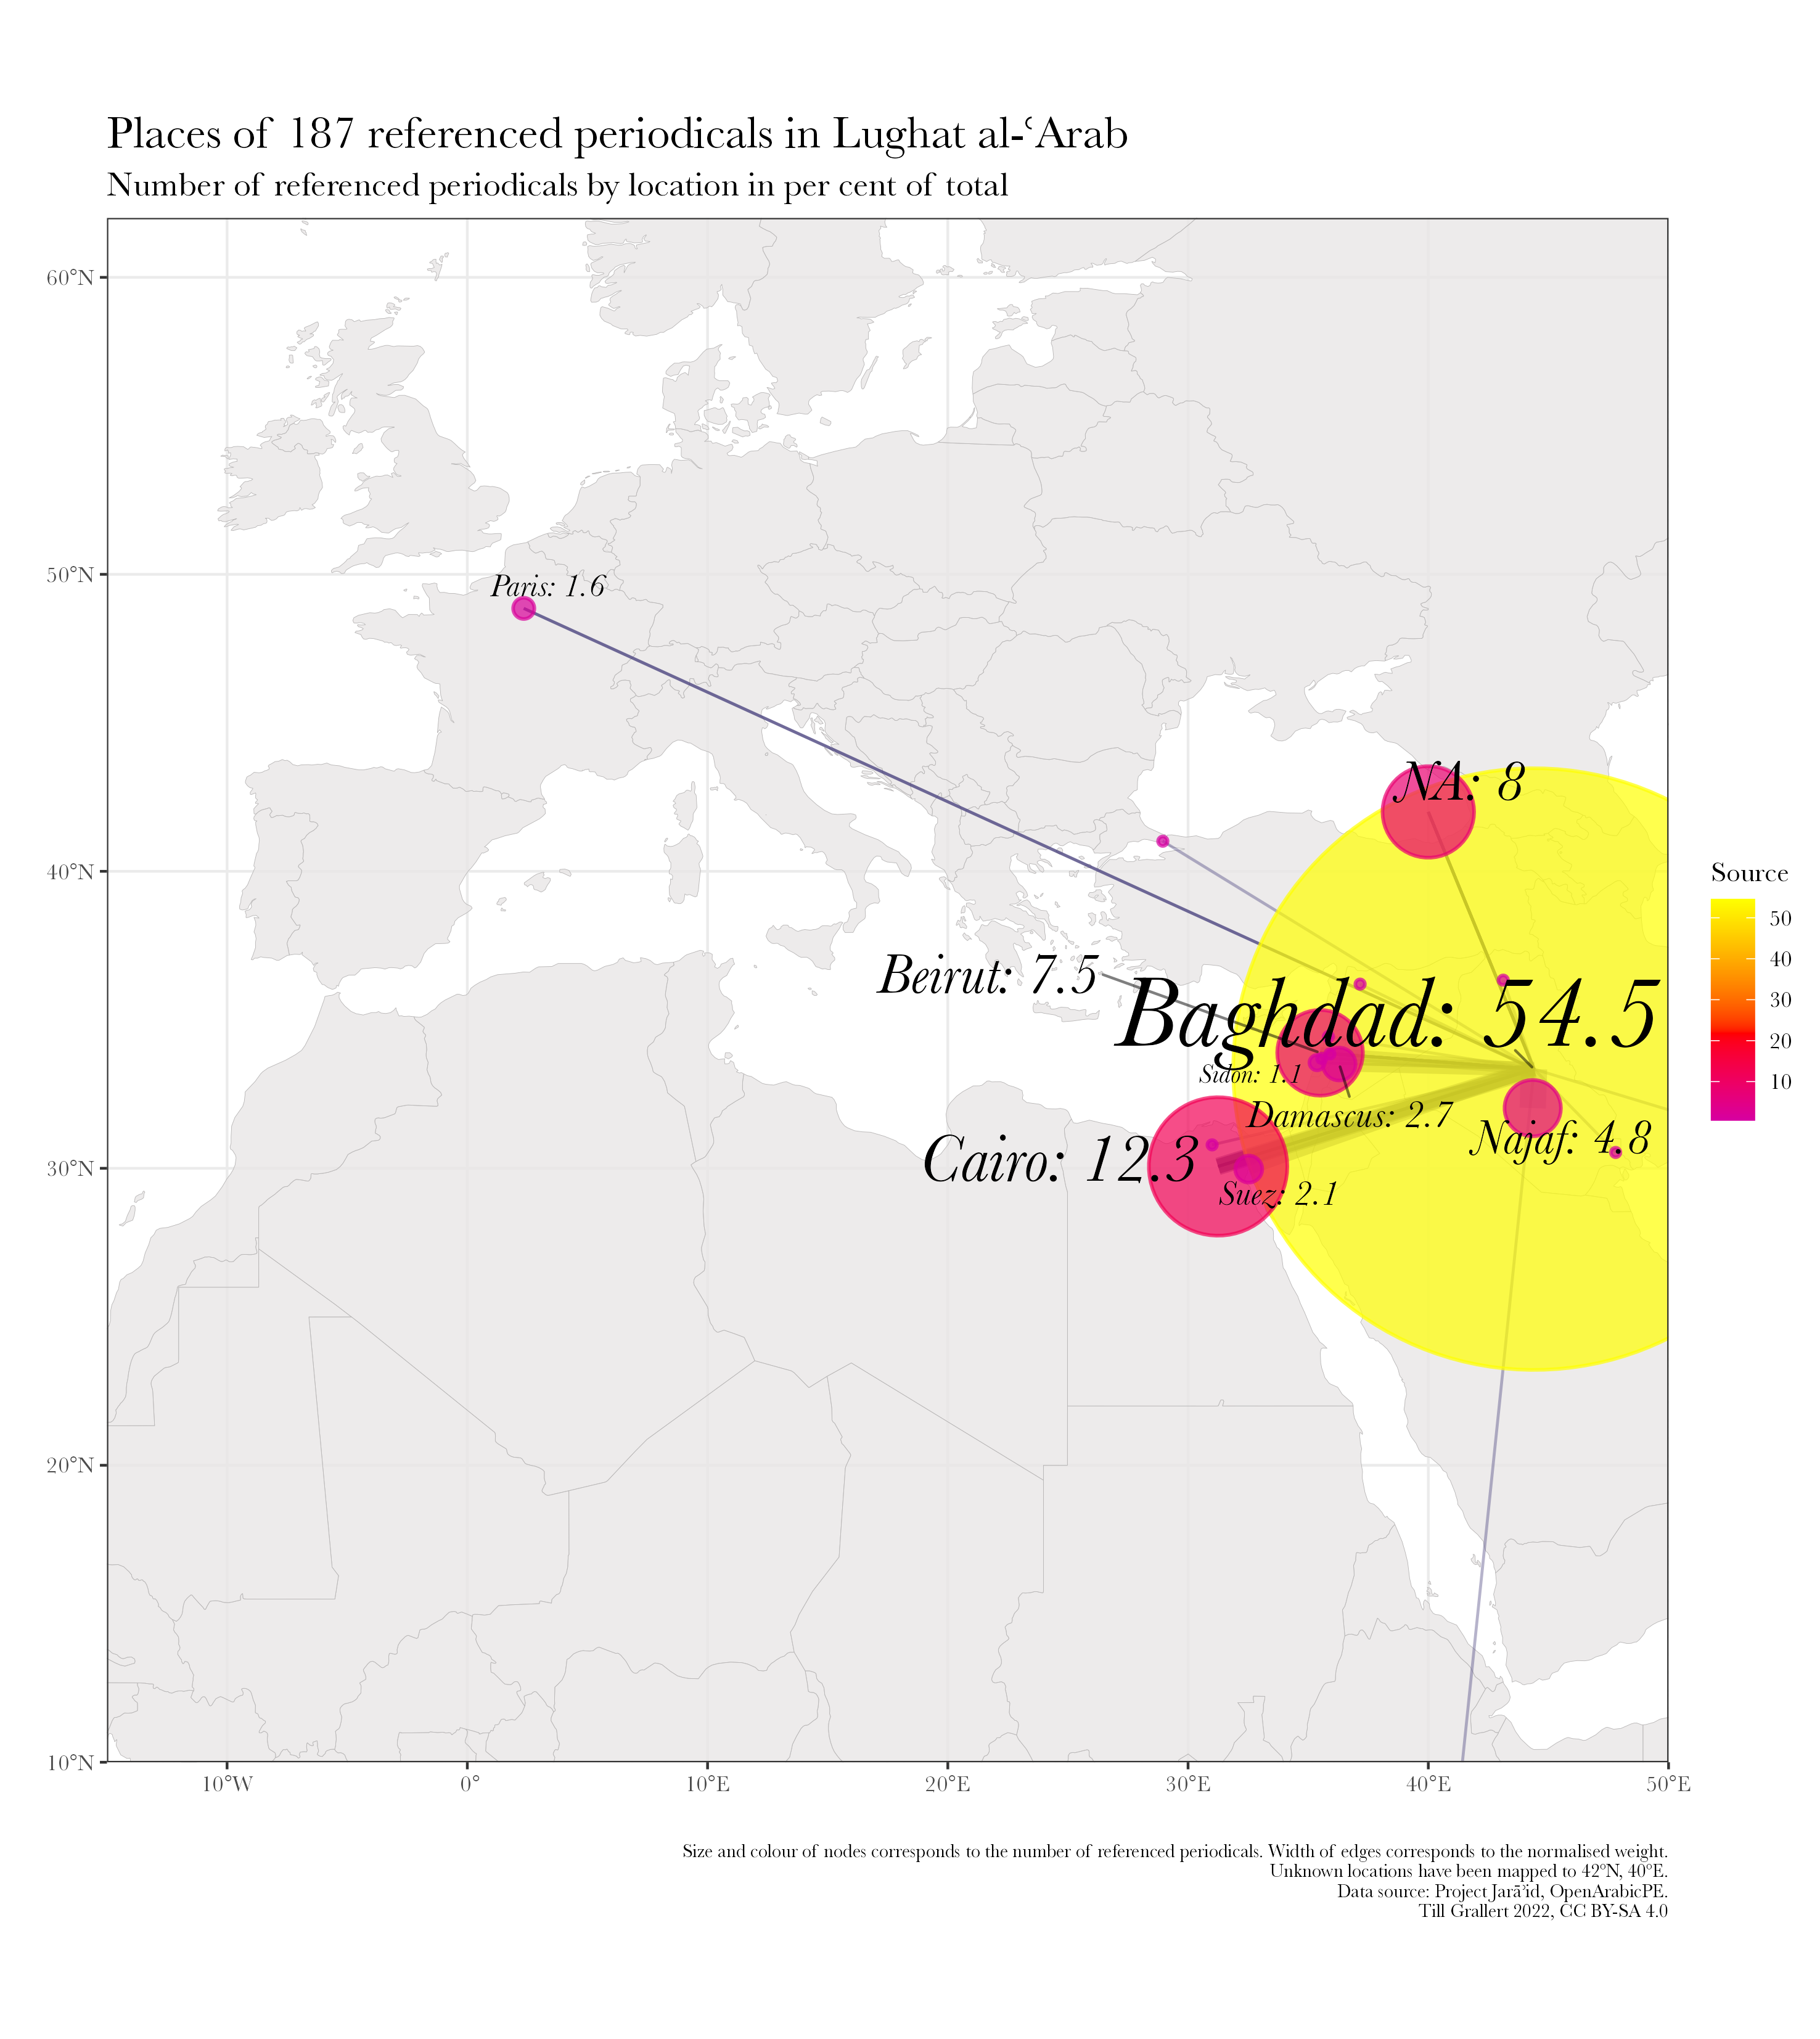 Places of 187 referenced periodicals in Lughat al-ʿArab
Number of referenced periodicals by location in per cent of total
60°N
50°N
40°N
30°N
20°N
10°N
10°W
0°
10°E
20°E
30°E
40°E
50°E
Paris: 1.6
NA: 8
Beirut: 7.5
Baghdad: 54.5
Sidon: 1.1
Damascus: 2.7
Najaf: 4.8
Cairo: 12.3
Suez: 2.1
Source
50
40
30
20
10
Size and colour of nodes corresponds to the number of referenced periodicals. Width of edges corresponds to the normalised weight.
Unknown locations have been mapped to 42°N, 40°E.
Data source: Project Jarāʾid, OpenArabicPE.
Till Grallert 2022, CC BY-SA 4.0